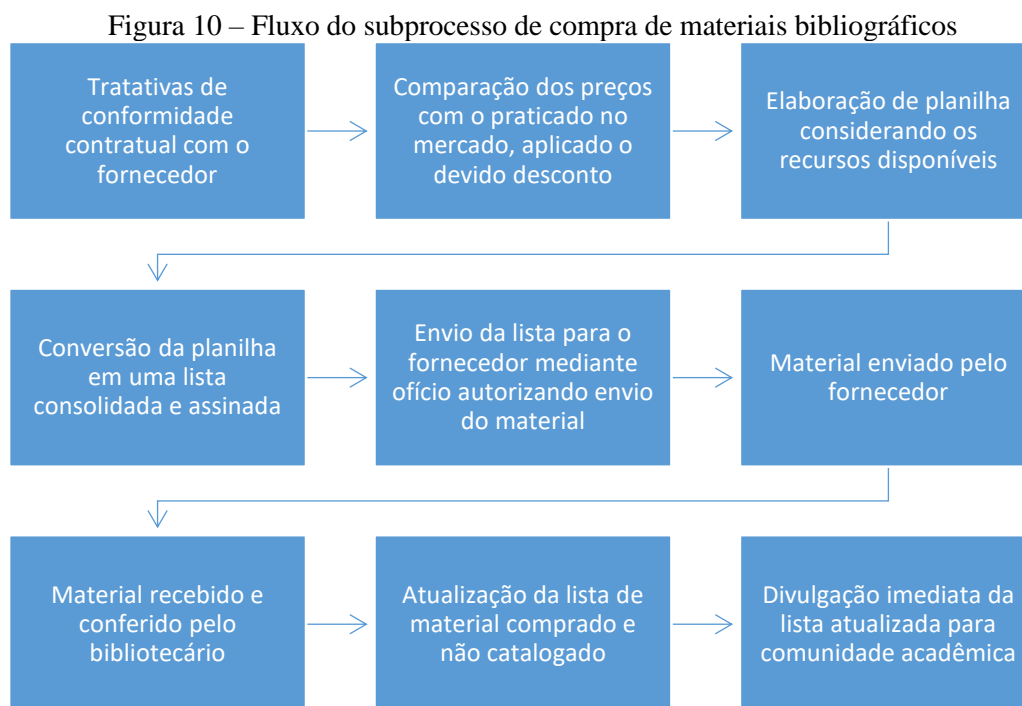 Figura 10 – Fluxo do subprocesso de compra de materiais bibliográficos
Tratativas de
conformidade
contratual com o
fornecedor
Comparação dos preços
com o praticado no
mercado, aplicado o
devido desconto
Elaboração de planilha
considerando os
recursos disponíveis
Conversão da planilha
em uma lista
consolidada e assinada
Envio da lista para o
fornecedor mediante
ofício autorizando envio
do material
Material enviado pelo
fornecedor
Material recebido e
conferido pelo
bibliotecário
Atualização da lista de
material comprado e
não catalogado
Divulgação imediata da
lista atualizada para
comunidade acadêmica